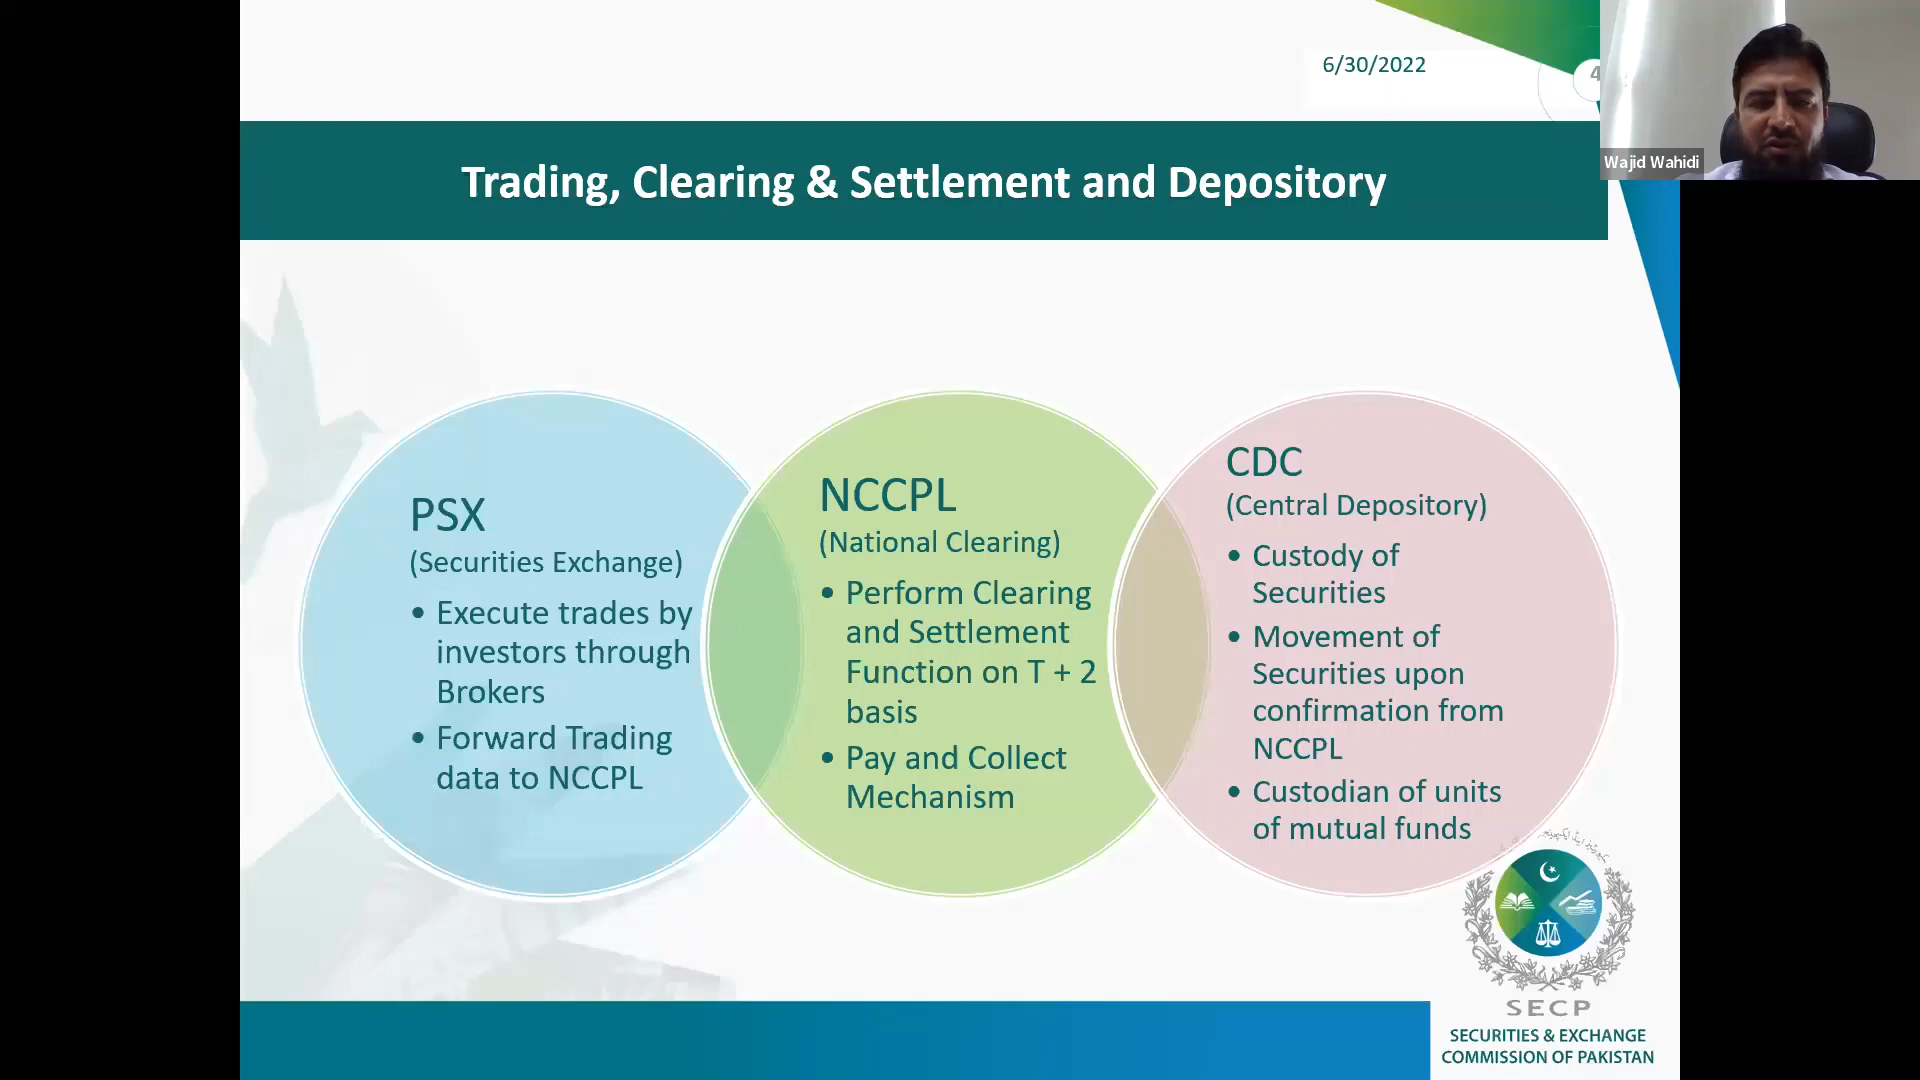 6/30/2022
4
Wajid Wahidi
Trading, Clearing & Settlement and Depository
PSX
(Securities Exchange)
• Execute trades by
investors through
Brokers
• Forward Trading
data to NCCPL
NCCPL
(National Clearing)
• Perform Clearing
and Settlement
Function on T + 2
basis
• Pay and Collect
Mechanism
CDC
(Central Depository)
• Custody of
Securities
• Movement of
Securities upon
confirmation from
NCCPL
• Custodian of units
of mutual funds
SECP
SECURITIES & EXCHANGE
COMMISSION OF PAKISTAN